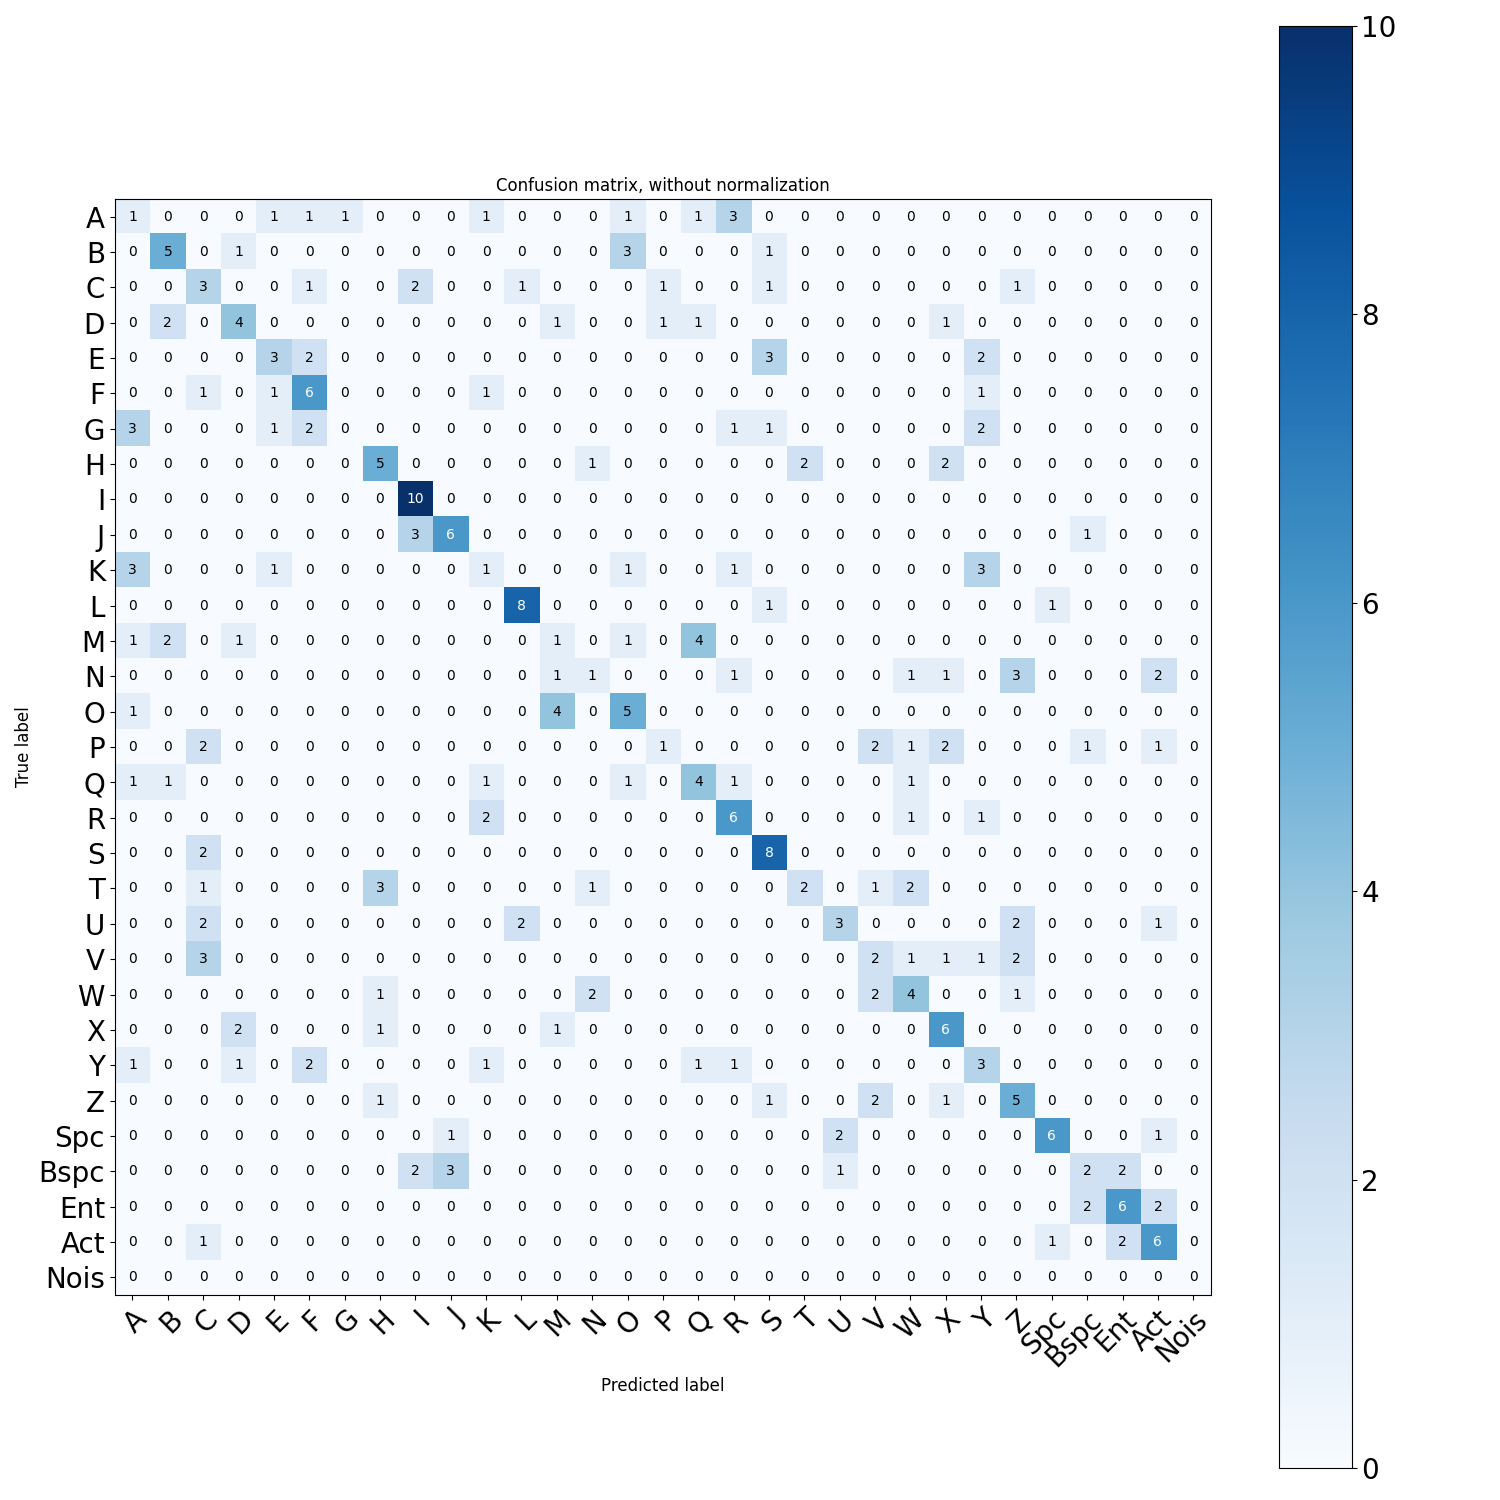 Confusion matrix, without normalization
A 1 0 0 0 1 1 1 0 0 0 1 0 0 0 1 0 1 3 0 0 0 0 0 0 0 0 0 0 0 0 0
B 0 5 0 1 0 0 0 0 0 0 0 0 0 0 3 0 0 0 1 0 0 0 0 0 0 0 0 0 0 0 0
C 0 0 3 0 0 1 0 0 2 0 0 1 0 0 0 1 0 0 1 0 0 0 0 0 0 1 0 0 0 0 0
D 0 2 0 4 0 0 0 0 0 0 0 0 1 0 0 1 1 0 0 0 0 0 0 1 0 0 0 0 0 0 0
E 0 0 0 0 3 2 0 0 0 0 0 0 0 0 0 0 0 0 3 0 0 0 0 0 2 0 0 0 0 0 0
F 0 0 1 0 1 6 0 0 0 0 1 0 0 0 0 0 0 0 0 0 0 0 0 0 1 0 0 0 0 0 0
G 3 0 0 0 1 2 0 0 0 0 0 0 0 0 0 0 0 1 1 0 0 0 0 0 2 0 0 0 0 0 0
H 0 0 0 0 0 0 0 5 0 0 0 0 0 1 0 0 0 0 0 2 0 0 0 2 0 0 0 0 0 0 0
I 0 0 0 0 0 0 0 0 10 0 0 0 0 0 0 0 0 0 0 0 0 0 0 0 0 0 0 0 0 0 0
J 0 0 0 0 0 0 0 0 3 6 0 0 0 0 0 0 0 0 0 0 0 0 0 0 0 0 0 1 0 0 0
K 3 0 0 0 1 0 0 0 0 0 1 0 0 0 1 0 0 1 0 0 0 0 0 0 3 0 0 0 0 0 0
L 0 0 0 0 0 0 0 0 0 0 0 8 0 0 0 0 0 0 1 0 0 0 0 0 0 0 1 0 0 0 0
M 1 2 0 1 0 0 0 0 0 0 0 0 1 0 1 0 4 0 0 0 0 0 0 0 0 0 0 0 0 0 0
N 0 0 0 0 0 0 0 0 0 0 0 0 1 1 0 0 0 1 0 0 0 0 1 1 0 3 0 0 0 2 0
O 1 0 0 0 0 0 0 0 0 0 0 0 4 0 5 0 0 0 0 0 0 0 0 0 0 0 0 0 0 0 0
P 0 0 2 0 0 0 0 0 0 0 0 0 0 0 0 1 0 0 0 0 0 2 1 2 0 0 0 1 0 1 0
Q 1 1 0 0 0 0 0 0 0 0 1 0 0 0 1 0 4 1 0 0 0 0 1 0 0 0 0 0 0 0 0
R 0 0 0 0 0 0 0 0 0 0 2 0 0 0 0 0 0 6 0 0 0 0 1 0 1 0 0 0 0 0 0
S 0 0 2 0 0 0 0 0 0 0 0 0 0 0 0 0 0 0 8 0 0 0 0 0 0 0 0 0 0 0 0
T 0 0 1 0 0 0 0 3 0 0 0 0 0 1 0 0 0 0 0 2 0 1 2 0 0 0 0 0 0 0 0
U 0 0 2 0 0 0 0 0 0 0 0 2 0 0 0 0 0 0 0 0 3 0 0 0 0 2 0 0 0 1 0
V 0 0 3 0 0 0 0 0 0 0 0 0 0 0 0 0 0 0 0 0 0 2 1 1 1 2 0 0 0 0 0
W 0 0 0 0 0 0 0 1 0 0 0 0 0 2 0 0 0 0 0 0 0 2 4 0 0 1 0 0 0 0 0
X 0 0 0 2 0 0 0 1 0 0 0 0 1 0 0 0 0 0 0 0 0 0 0 6 0 0 0 0 0 0 0
Y 1 0 0 1 0 2 0 0 0 0 1 0 0 0 0 0 1 1 0 0 0 0 0 0 3 0 0 0 0 0 0
Z 0 0 0 0 0 0 0 1 0 0 0 0 0 0 0 0 0 0 1 0 0 2 0 1 0 5 0 0 0 0 0
Spc 0 0 0 0 0 0 0 0 0 1 0 0 0 0 0 0 0 0 0 0 2 0 0 0 0 0 6 0 0 1 0
Bspc 0 0 0 0 0 0 0 0 2 3 0 0 0 0 0 0 0 0 0 0 1 0 0 0 0 0 0 2 2 0 0
Ent 0 0 0 0 0 0 0 0 0 0 0 0 0 0 0 0 0 0 0 0 0 0 0 0 0 0 0 2 6 2 0
Act 0 0 1 0 0 0 0 0 0 0 0 0 0 0 0 0 0 0 0 0 0 0 0 0 0 0 1 0 2 6 0
Nois 0 0 0 0 0 0 0 0 0 0 0 0 0 0 0 0 0 0 0 0 0 0 0 0 0 0 0 0 0 0 0
A B C D E F G H I J K L M N O P Q R S T U V W X Y Z Spc Bspc Ent Act Nois
Predicted label
True label
10
8
6
4
2
0